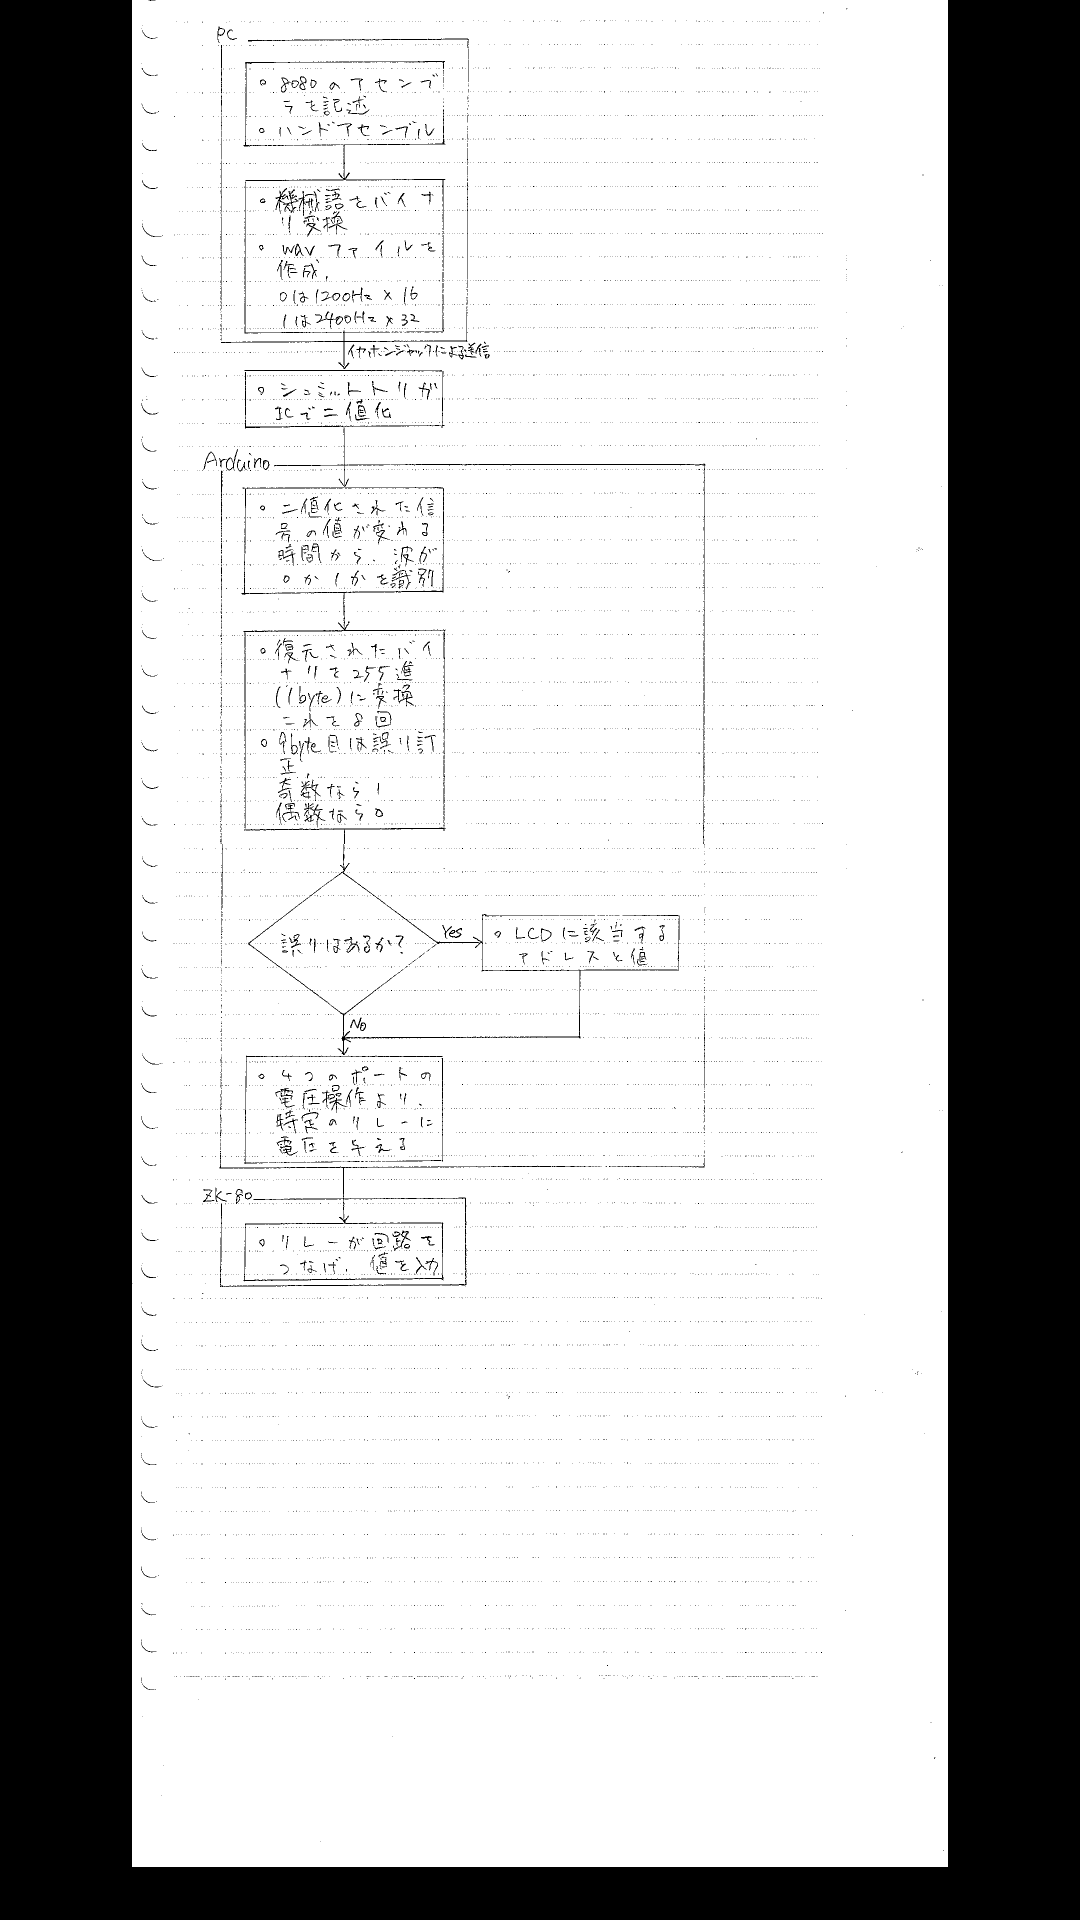 PC
○ 8080のアセンブ
ラを記述
○ ハンドアセンブル
○ 機械語をバイナ
リ変換
○ wavファイルを
作成,
0は1200Hz×16
1は2400Hz×32
イヤホンジャックによる送信
○ シュミットトリガ
ICで二値化
Arduino
○ 二値化された信
号の値が変わる
時間から、波が
0か1かを識別
○ 復元されたバイ
ナリを255進
(1byte)に変換
これを8回
○ 9byte目は誤り訂
正,
奇数なら1
偶数なら0
誤りはあるか?
Yes
○ LCDに該当する
アドレスと値
No
○ 4つのポートの
電圧操作より、
特定のリレーに
電圧を与える
ZK-80
○ リレーが回路を
つなげ、値を入力